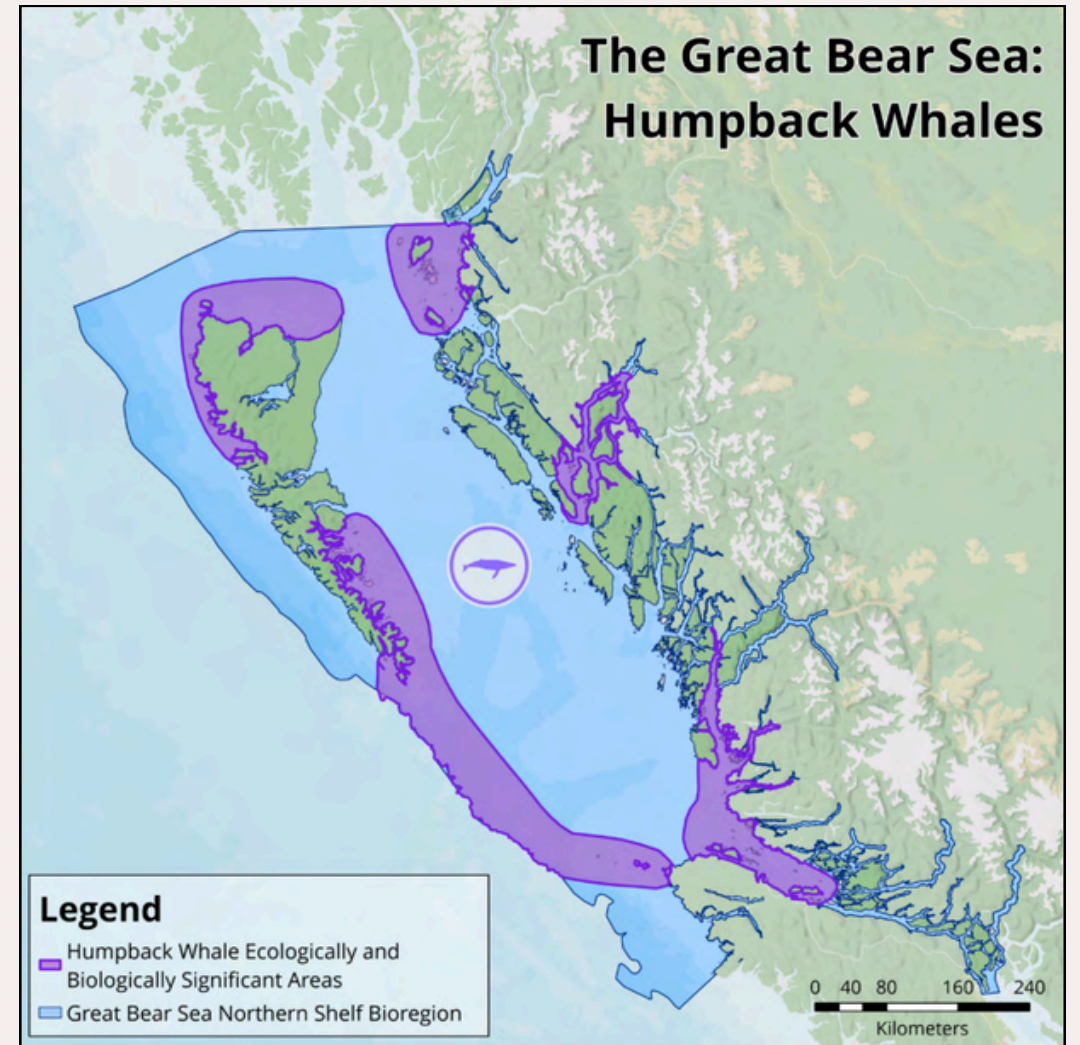 The Great Bear Sea:
Humpback Whales
Legend
Humpback Whale Ecologically and
Biologically Significant Areas
Great Bear Sea Northern Shelf Bioregion
0 40 80 160 240
Kilometers